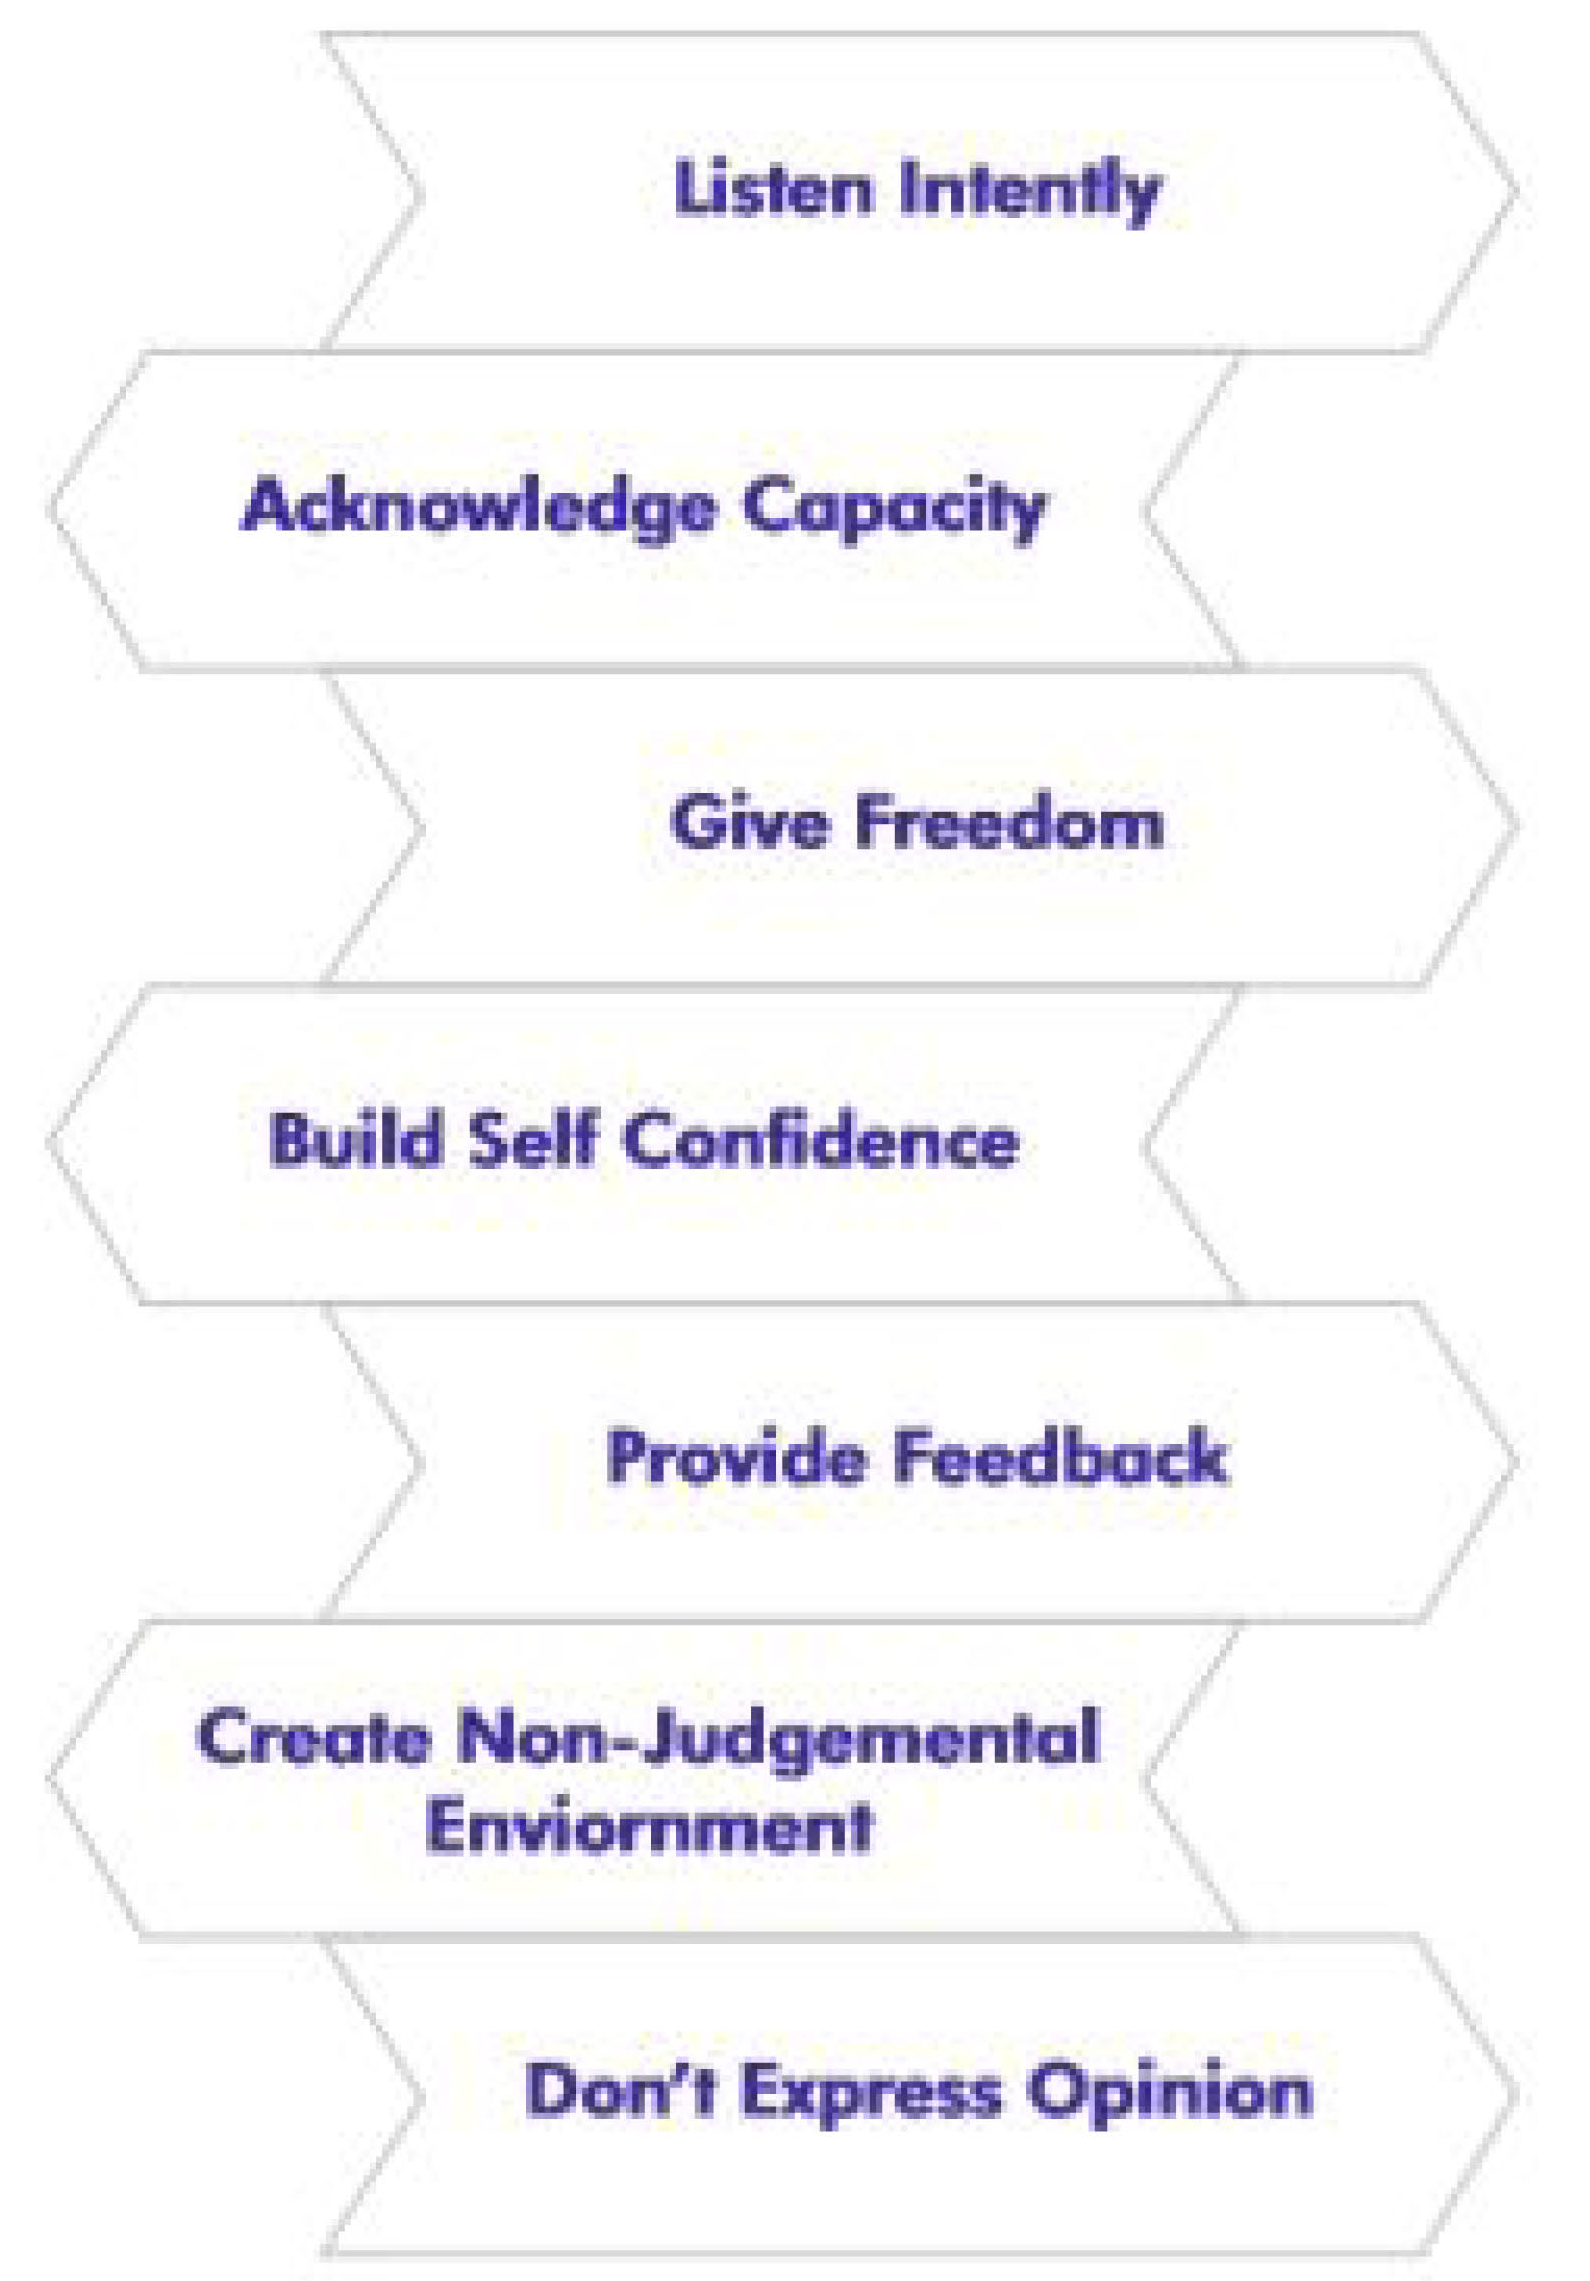 Listen Intently
Acknowledge Capacity
Give Freedom
Build Self Confidence
Provide Feedback
Create Non-Judgemental
Enviornment
Don’t Express Opinion